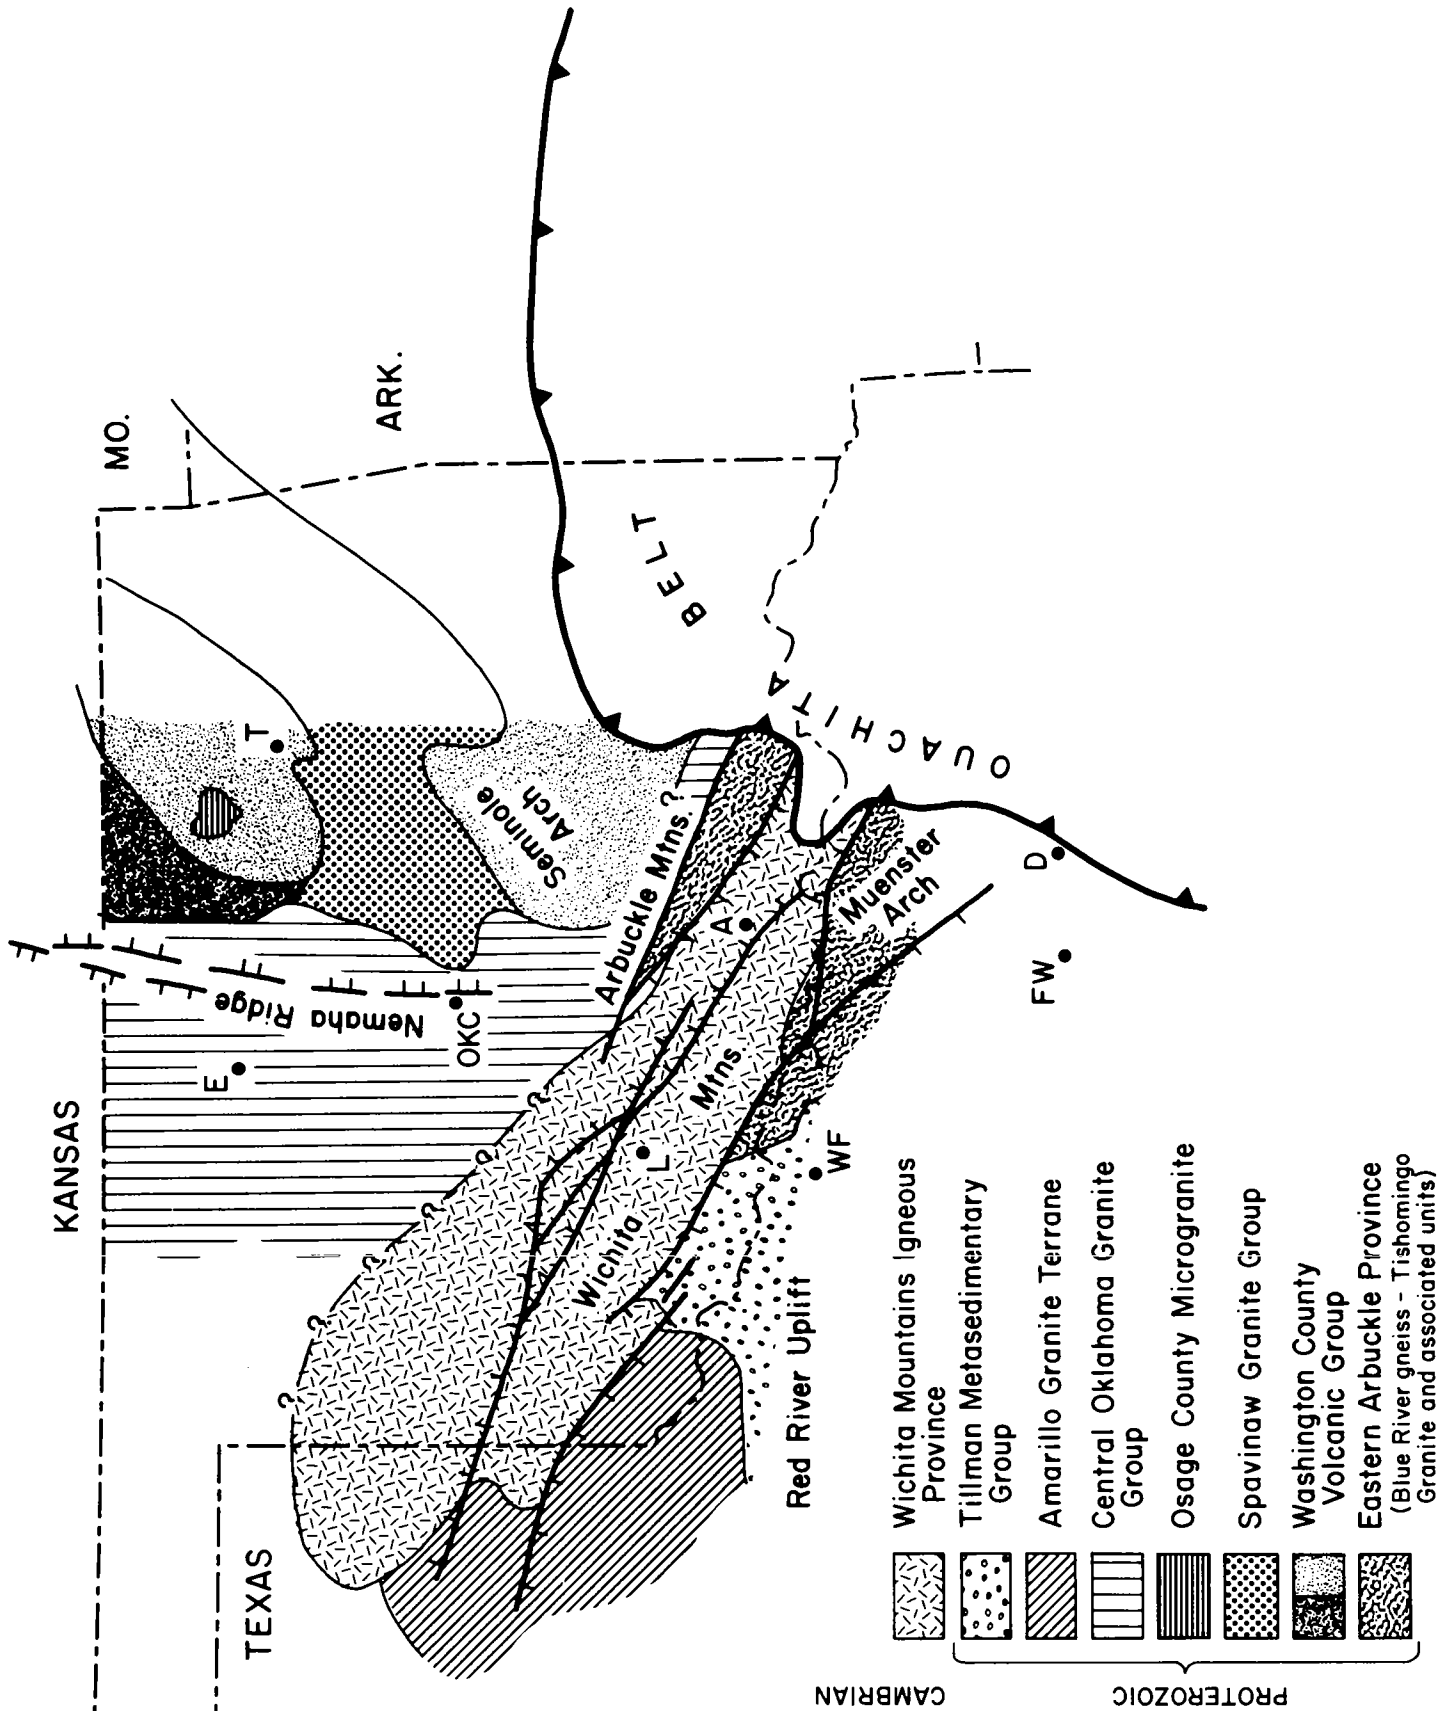 KANSAS
MO.
ARK.
TEXAS
Nemaha Ridge
E
OKC
T
Seminole
Arch
Arbuckle Mtns.
?
?
?
?
?
?
?
?
A
L
Wichita
Mtns.
Muenster
Arch
OUACHITA
BELT
Red River Uplift
WF
FW
D
CAMBRIAN
PROTEROZOIC
Wichita Mountains Igneous
Province
Tillman Metasedimentary
Group
Amarillo Granite Terrane
Central Oklahoma Granite
Group
Osage County Microgranite
Spavinaw Granite Group
Washington County
Volcanic Group
Eastern Arbuckle Province
(Blue River gneiss - Tishomingo
Granite and associated units)